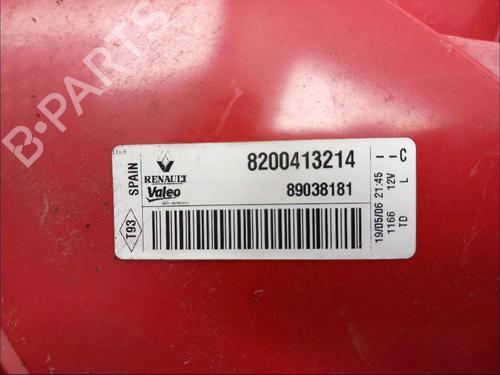 B-PARTS
SPAIN
T93
RENAULT
Valeo
8200413214
89038181
--C
19/05/06 21:45
1166 12V
TD L